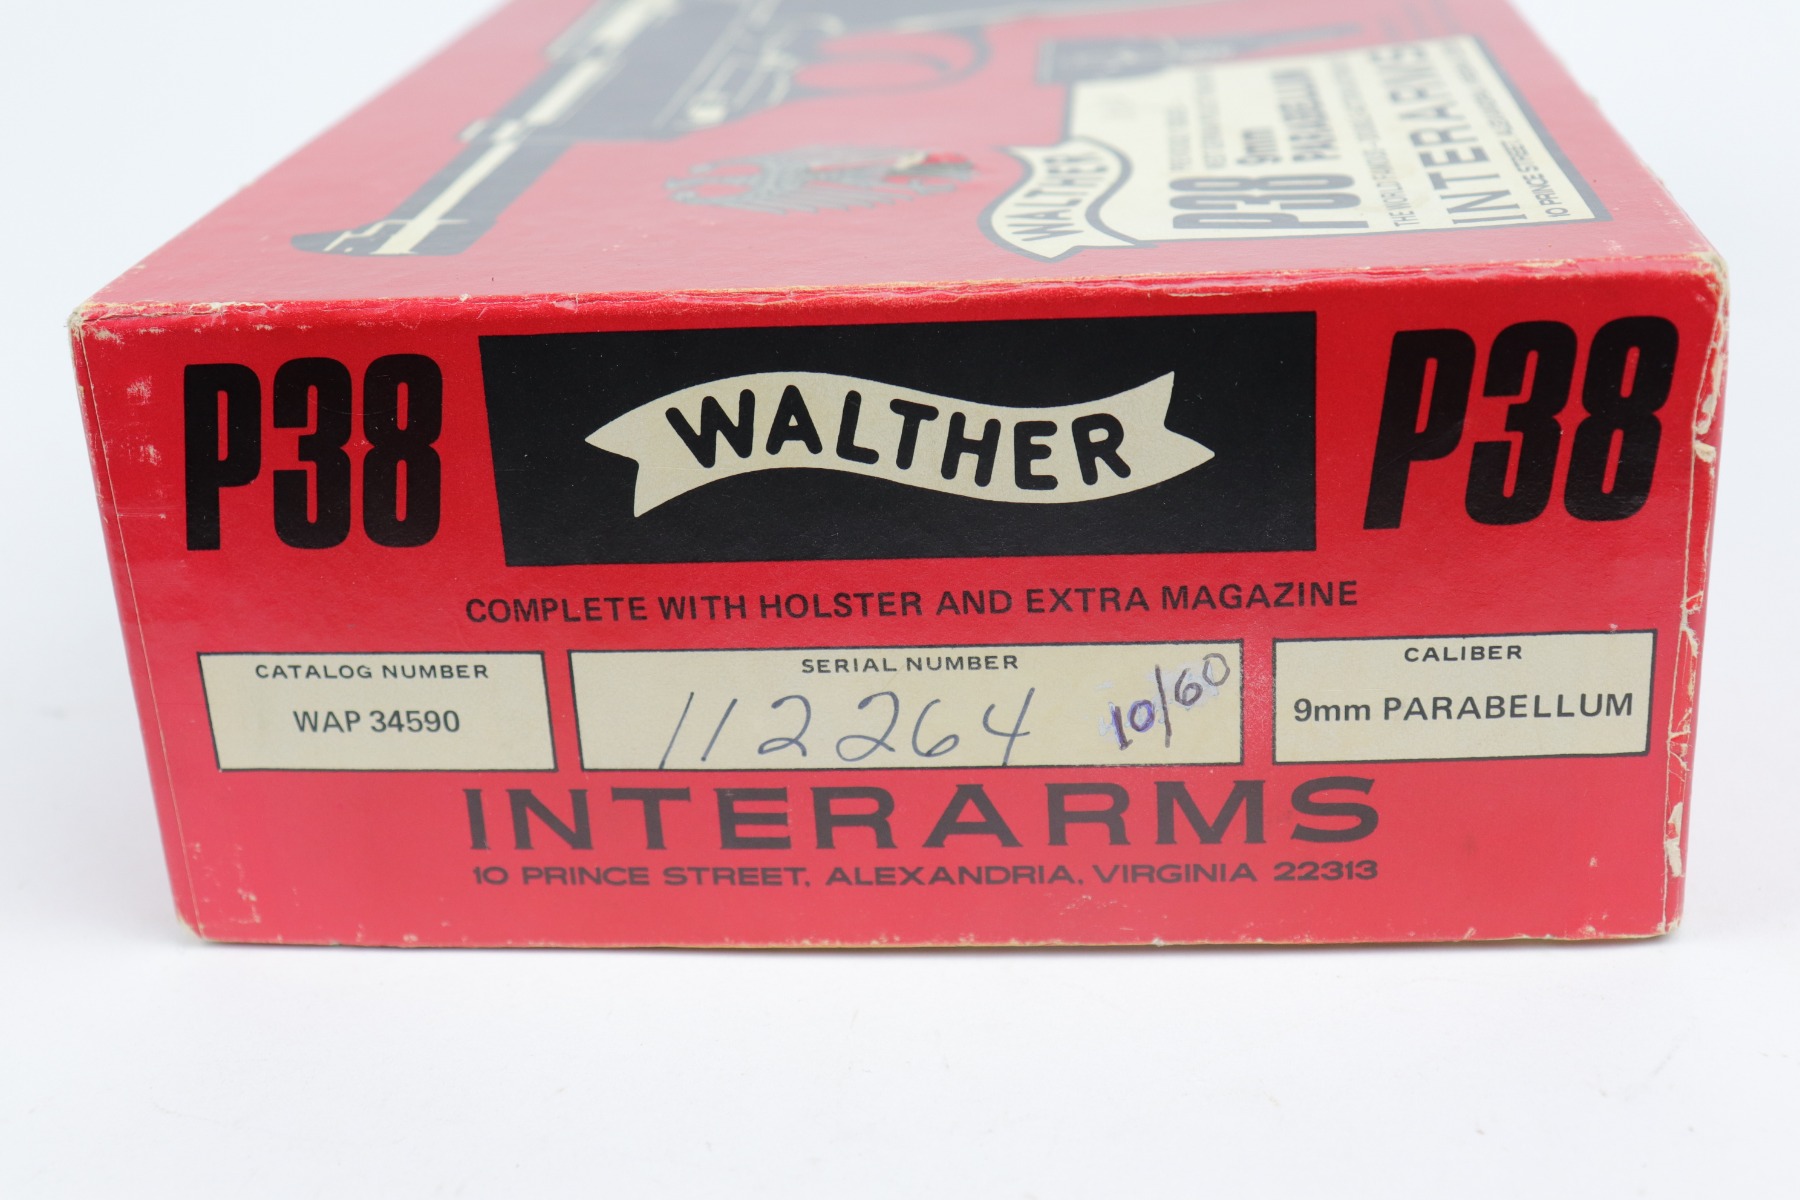 WALTHER
P38 9mm PARABELLUM
INTERARMS
P38 WALTHER P38
COMPLETE WITH HOLSTER AND EXTRA MAGAZINE
CATALOG NUMBER
WAP 34590
SERIAL NUMBER
112264 10/60
CALIBER
9mm PARABELLUM
INTERARMS
10 PRINCE STREET, ALEXANDRIA, VIRGINIA 22313